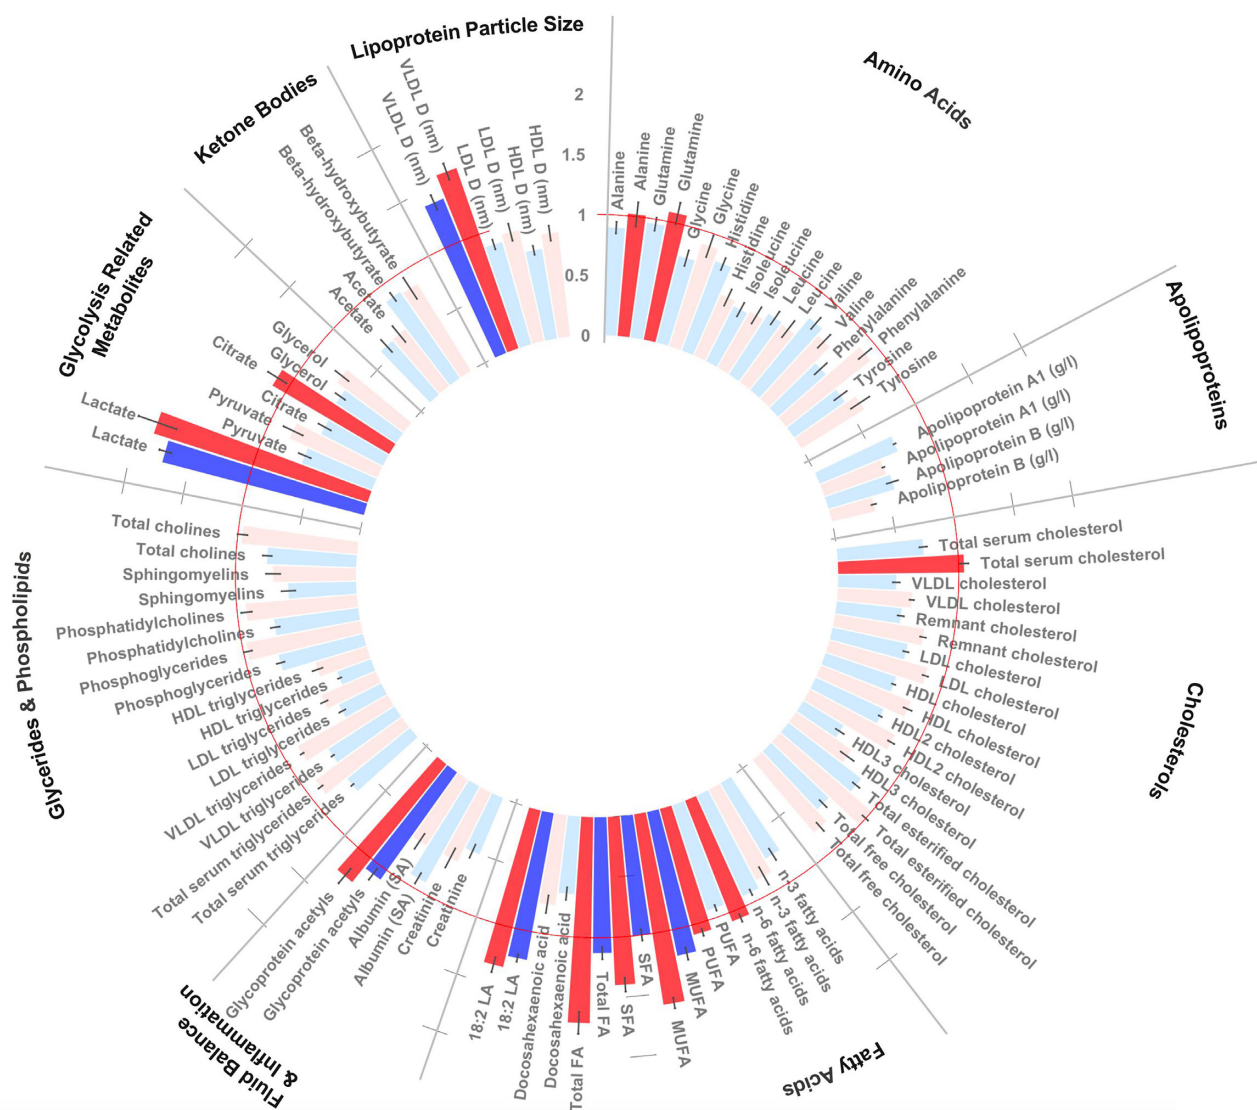 Lipoprotein Particle Size
Amino Acids
Apolipoproteins
Cholesterols
Fatty Acids
Fluid Balance
& Inflammation
Glycerides & Phospholipids
Glycolysis Related
Metabolites
Ketone Bodies
2
1.5
1
0.5
0
Alanine
Alanine
Glutamine
Glutamine
Glycine
Glycine
Histidine
Histidine
Isoleucine
Isoleucine
Leucine
Leucine
Valine
Valine
Phenylalanine
Phenylalanine
Tyrosine
Tyrosine
Apolipoprotein A1 (g/l)
Apolipoprotein A1 (g/l)
Apolipoprotein B (g/l)
Apolipoprotein B (g/l)
Total serum cholesterol
Total serum cholesterol
VLDL cholesterol
VLDL cholesterol
Remnant cholesterol
Remnant cholesterol
LDL cholesterol
LDL cholesterol
HDL cholesterol
HDL cholesterol
HDL2 cholesterol
HDL2 cholesterol
HDL3 cholesterol
HDL3 cholesterol
Total esterified cholesterol
Total esterified cholesterol
Total free cholesterol
Total free cholesterol
n-3 fatty acids
n-3 fatty acids
n-6 fatty acids
n-6 fatty acids
PUFA
PUFA
MUFA
MUFA
SFA
SFA
Total FA
Total FA
Docosahexaenoic acid
Docosahexaenoic acid
18:2 LA
18:2 LA
Creatinine
Creatinine
Albumin (SA)
Albumin (SA)
Glycoprotein acetyls
Glycoprotein acetyls
Total serum triglycerides
Total serum triglycerides
VLDL triglycerides
VLDL triglycerides
LDL triglycerides
LDL triglycerides
HDL triglycerides
HDL triglycerides
Phosphoglycerides
Phosphoglycerides
Phosphatidylcholines
Phosphatidylcholines
Sphingomyelins
Sphingomyelins
Total cholines
Total cholines
Lactate
Lactate
Pyruvate
Pyruvate
Citrate
Citrate
Glycerol
Glycerol
Acetate
Acetate
Beta-hydroxybutyrate
Beta-hydroxybutyrate
VLDL D (nm)
VLDL D (nm)
LDL D (nm)
LDL D (nm)
HDL D (nm)
HDL D (nm)